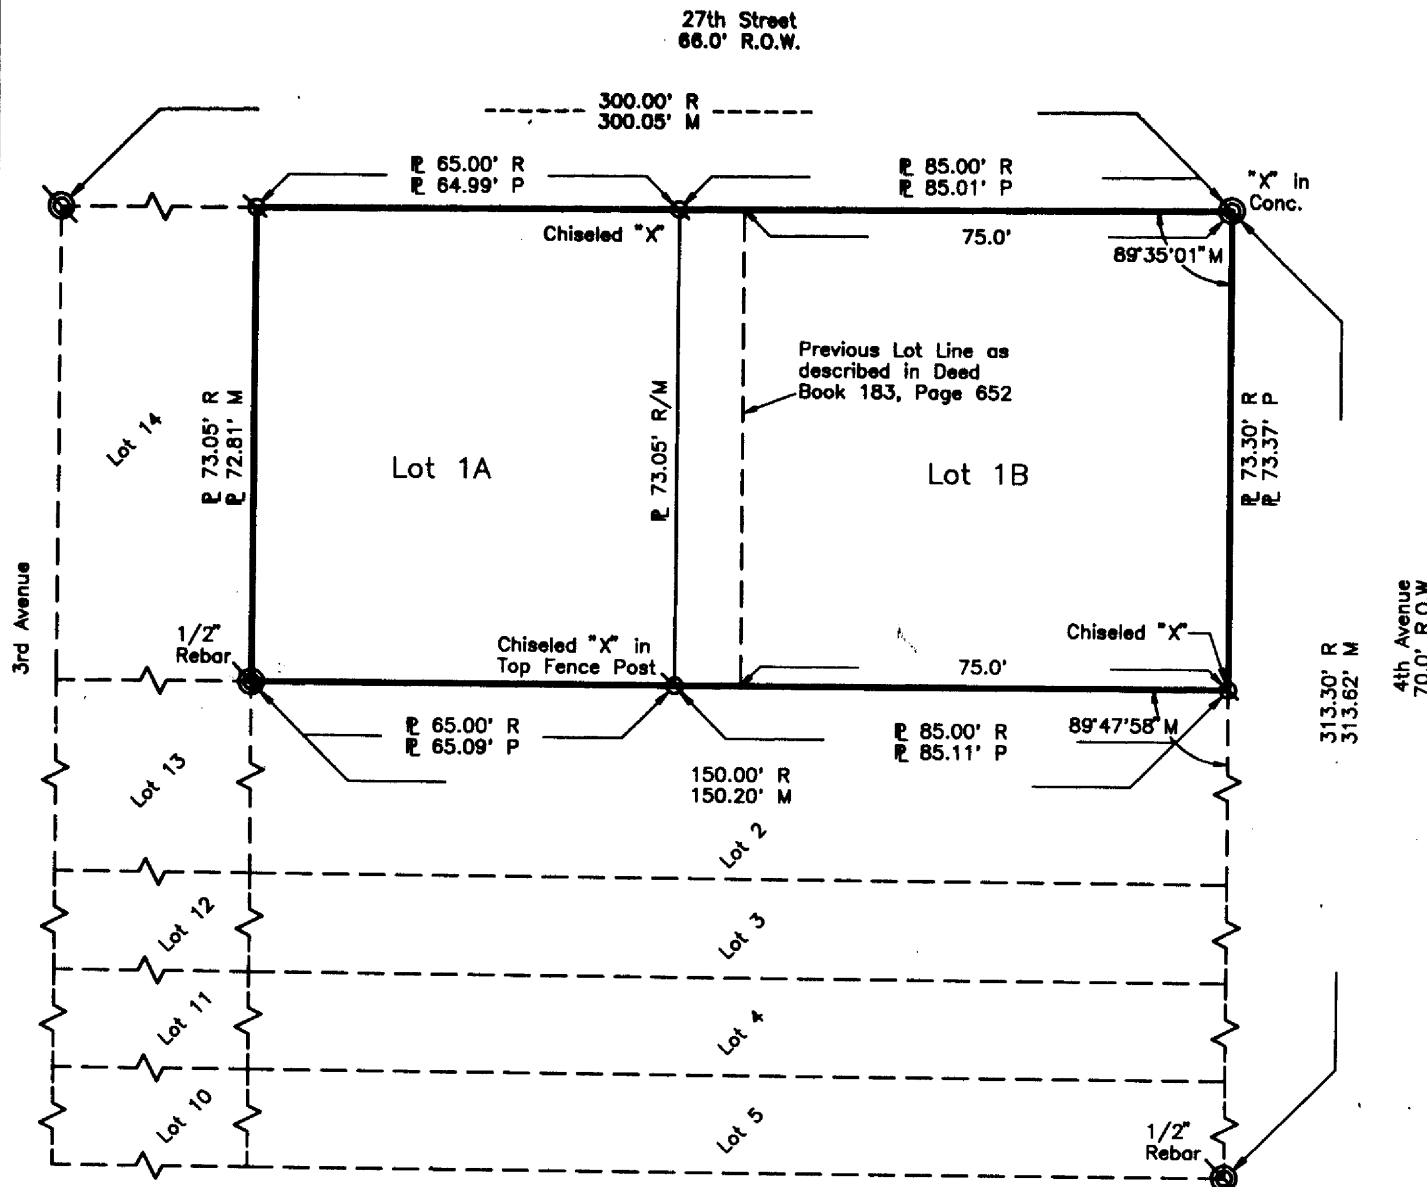 27th Street
66.0' R.O.W.
300.00' R
300.05' M
℄ 65.00' R
℄ 64.99' P
℄ 85.00' R
℄ 85.01' P
"X" in
Conc.
Chiseled "X"
75.0'
89°35'01"M
Previous Lot Line as
described in Deed
Book 183, Page 652
Lot 14
℄ 73.05' R
℄ 72.81' M
Lot 1A
℄ 73.05' R/M
Lot 1B
℄ 73.30' R
℄ 73.37' P
3rd Avenue
1/2"
Rebar
Chiseled "X" in
Top Fence Post
75.0'
Chiseled "X"
313.30' R
313.62' M
4th Avenue
70.0' R.O.W.
℄ 65.00' R
℄ 65.09' P
℄ 85.00' R
℄ 85.11' P
89°47'58"M
150.00' R
150.20' M
Lot 13
Lot 2
Lot 12
Lot 3
Lot 11
Lot 4
Lot 10
Lot 5
1/2"
Rebar